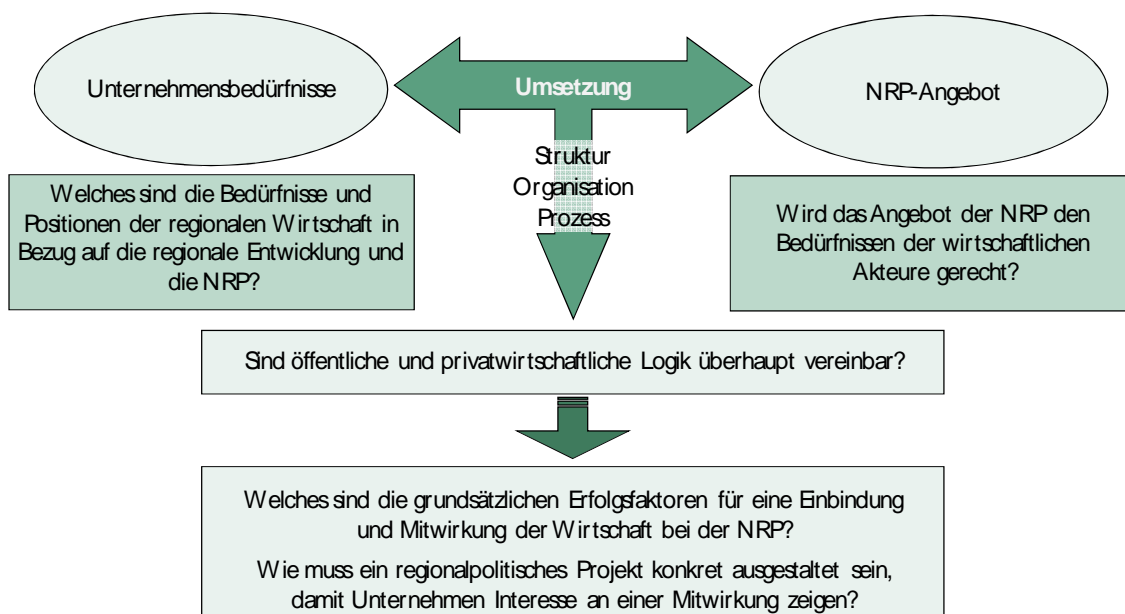 Unternehmensbedürfnisse
Umsetzung
NRP-Angebot
Struktur
Organisation
Prozess
Welches sind die Bedürfnisse und
Positionen der regionalen Wirtschaft in
Bezug auf die regionale Entwicklung und
die NRP?
Wird das Angebot der NRP den
Bedürfnissen der wirtschaftlichen
Akteure gerecht?
Sind öffentliche und privatwirtschaftliche Logik überhaupt vereinbar?
Welches sind die grundsätzlichen Erfolgsfaktoren für eine Einbindung
und Mitwirkung der Wirtschaft bei der NRP?
Wie muss ein regionalpolitisches Projekt konkret ausgestaltet sein,
damit Unternehmen Interesse an einer Mitwirkung zeigen?